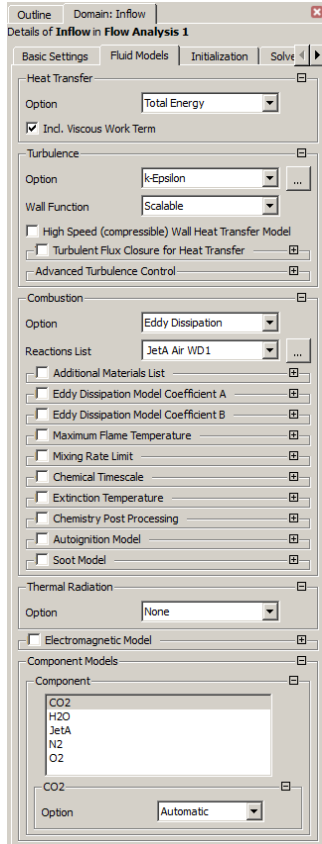 Outline Domain: Inflow
Details of Inflow in Flow Analysis 1
Basic Settings Fluid Models Initialization Solve
Heat Transfer
Option Total Energy
Incl. Viscous Work Term
Turbulence
Option k-Epsilon ...
Wall Function Scalable
High Speed (compressible) Wall Heat Transfer Model
Turbulent Flux Closure for Heat Transfer
Advanced Turbulence Control
Combustion
Option Eddy Dissipation
Reactions List JetA Air WD1 ...
Additional Materials List
Eddy Dissipation Model Coefficient A
Eddy Dissipation Model Coefficient B
Maximum Flame Temperature
Mixing Rate Limit
Chemical Timescale
Extinction Temperature
Chemistry Post Processing
Autoignition Model
Soot Model
Thermal Radiation
Option None
Electromagnetic Model
Component Models
Component
CO2
H2O
JetA
N2
O2
CO2
Option Automatic